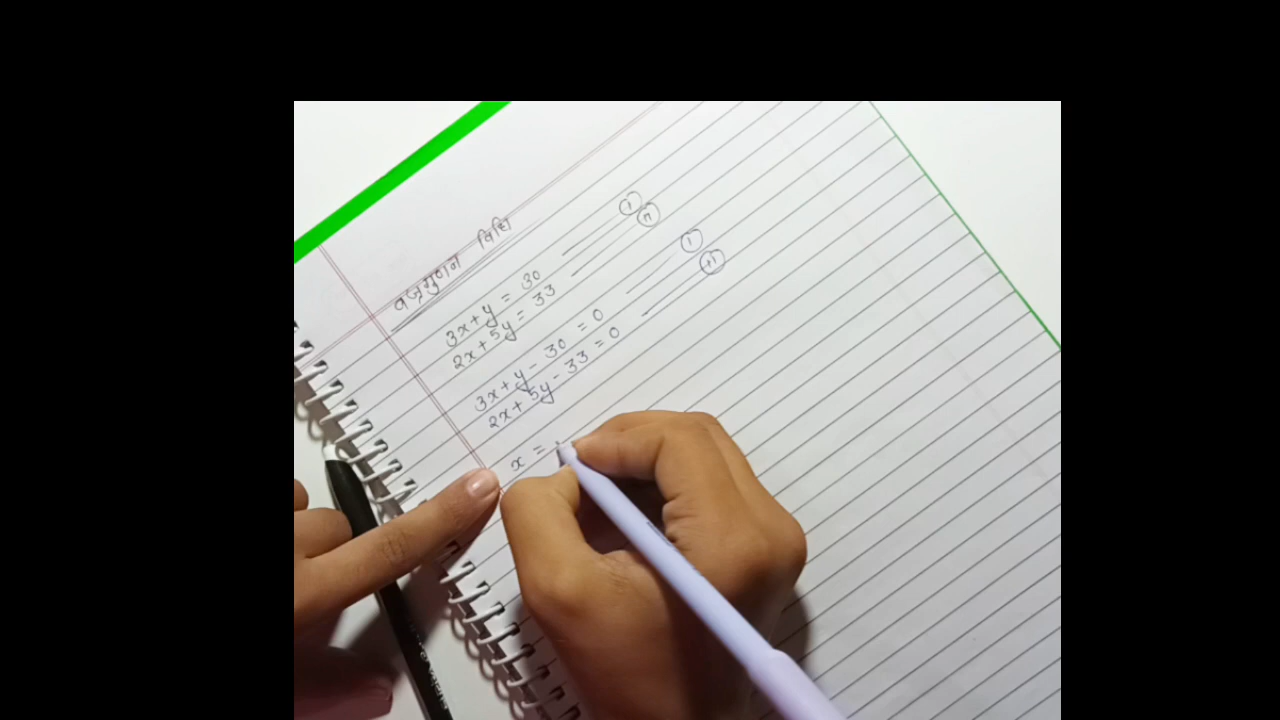 वज्रगुणन विधि
3x + y = 30 ——— (i)
2x + 5y = 33 ——— (ii)
3x + y - 30 = 0 ——— (i)
2x + 5y - 33 = 0 ——— (ii)
x =